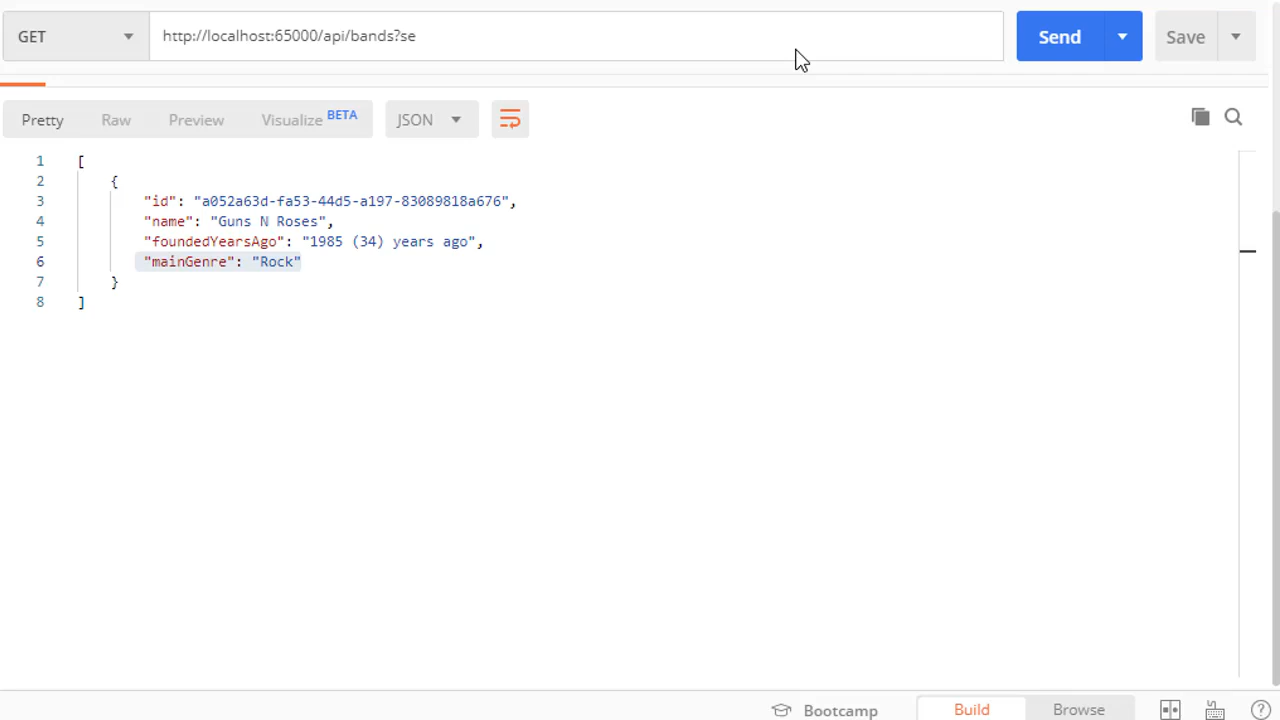 GET http://localhost:65000/api/bands?se Send Save
Pretty Raw Preview Visualize BETA JSON
1 [
2 {
3 "id": "a052a63d-fa53-44d5-a197-83089818a676",
4 "name": "Guns N Roses",
5 "foundedYearsAgo": "1985 (34) years ago",
6 "mainGenre": "Rock"
7 }
8 ]
Bootcamp Build Browse